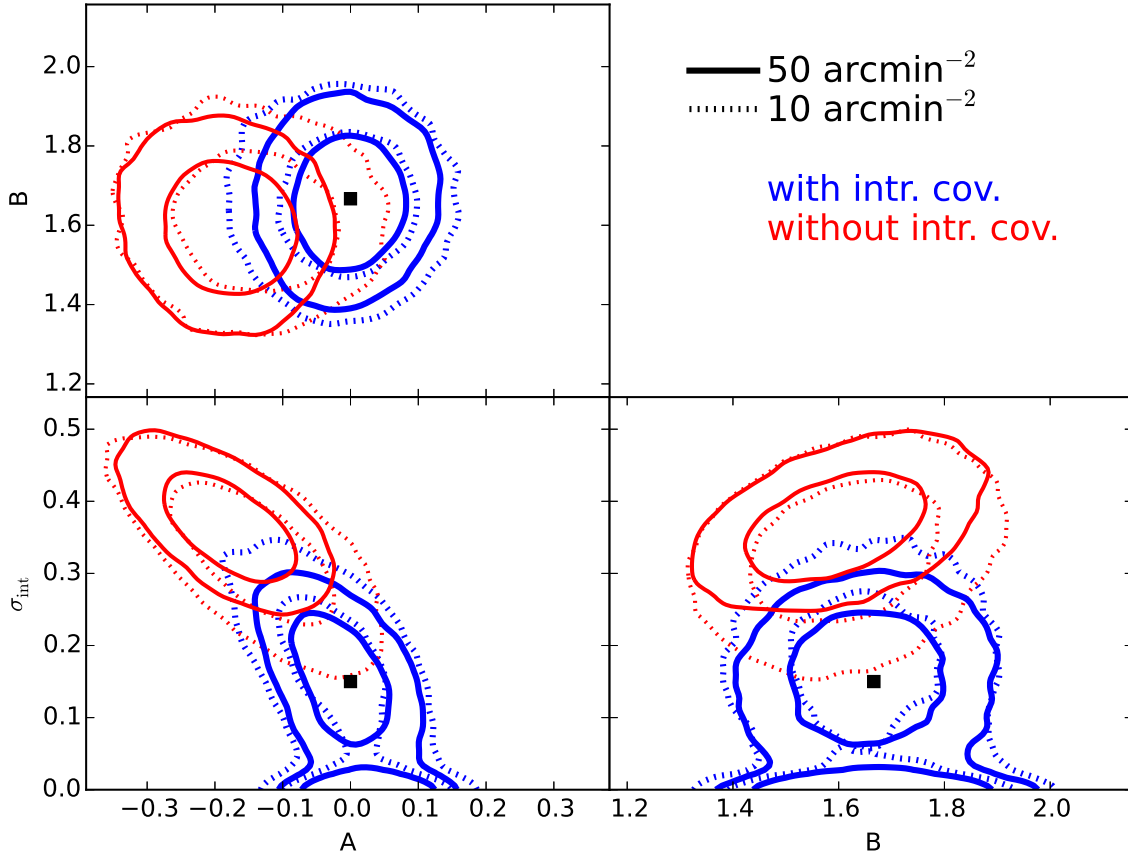 50 arcmin⁻²
10 arcmin⁻²
with intr. cov.
without intr. cov.
B
2.0
1.8
1.6
1.4
1.2
σint
0.5
0.4
0.3
0.2
0.1
0.0
−0.3 −0.2 −0.1 0.0 0.1 0.2 0.3
A
1.2 1.4 1.6 1.8 2.0
B